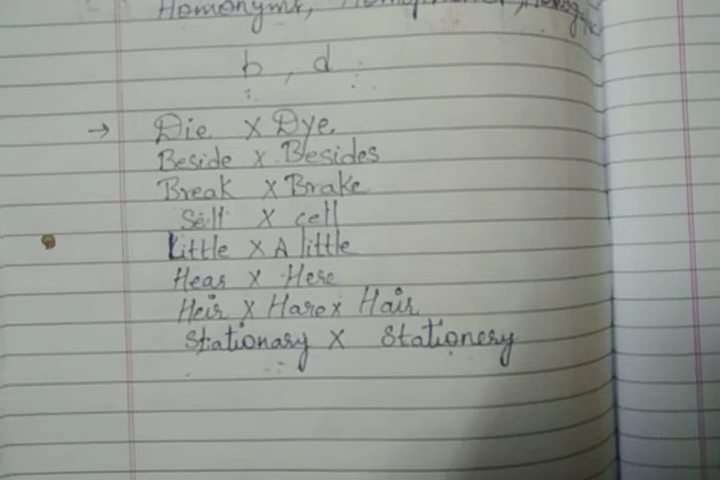 Homonyms,
b, d
→ Die X Dye
Beside X Besides
Break X Brake
Sell X cell
Little X A little
Hear X Here
Heir X Hare X Hair
Stationary X Stationery